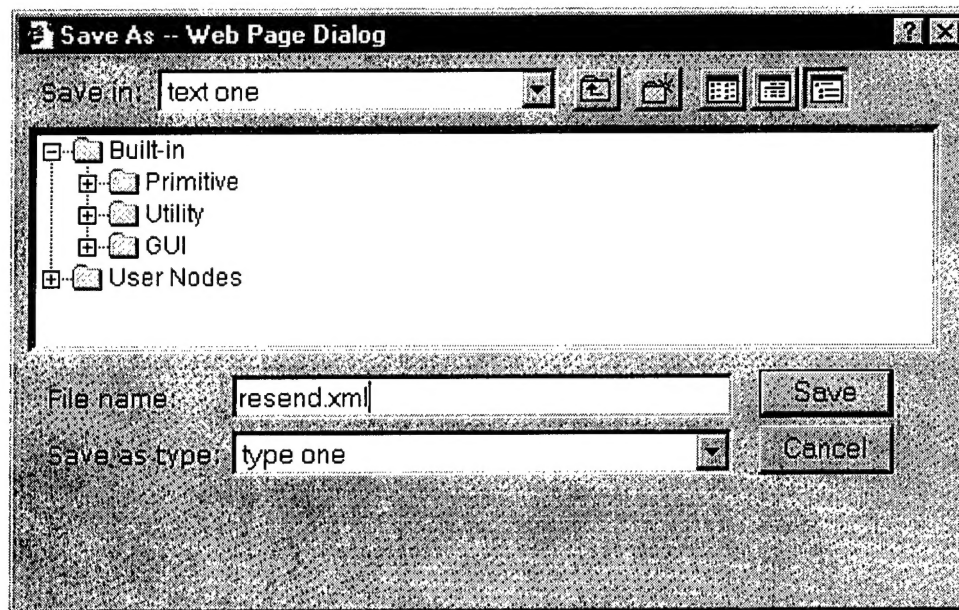 Save As -- Web Page Dialog
Save in: text one
Built-in
Primitive
Utility
GUI
User Nodes
File name: resend.xml Save
Save as type: type one Cancel